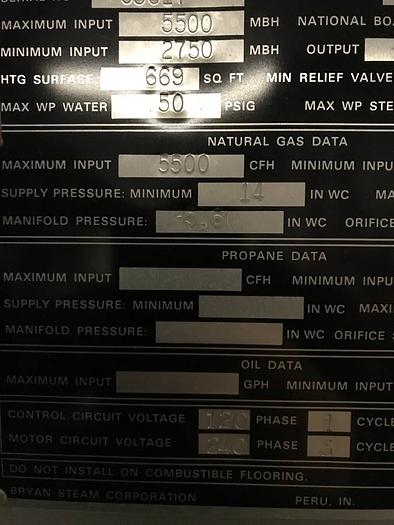 MAXIMUM INPUT 5500 MBH NATIONAL BO
MINIMUM INPUT 2750 MBH OUTPUT
HTG SURFACE 669 SQ FT MIN RELIEF VALVE
MAX WP WATER 50 PSIG MAX WP STE
NATURAL GAS DATA
MAXIMUM INPUT 5500 CFH MINIMUM INPU
SUPPLY PRESSURE: MINIMUM 14 IN WC MA
MANIFOLD PRESSURE: IN WC ORIFICE
PROPANE DATA
MAXIMUM INPUT CFH MINIMUM INPU
SUPPLY PRESSURE: MINIMUM IN WC MAXI
MANIFOLD PRESSURE: IN WC ORIFICE
OIL DATA
MAXIMUM INPUT GPH MINIMUM INPUT
CONTROL CIRCUIT VOLTAGE 120 PHASE 1 CYCL
MOTOR CIRCUIT VOLTAGE 240 PHASE CYCLE
DO NOT INSTALL ON COMBUSTIBLE FLOORING.
BRYAN STEAM CORPORATION PERU, IN.